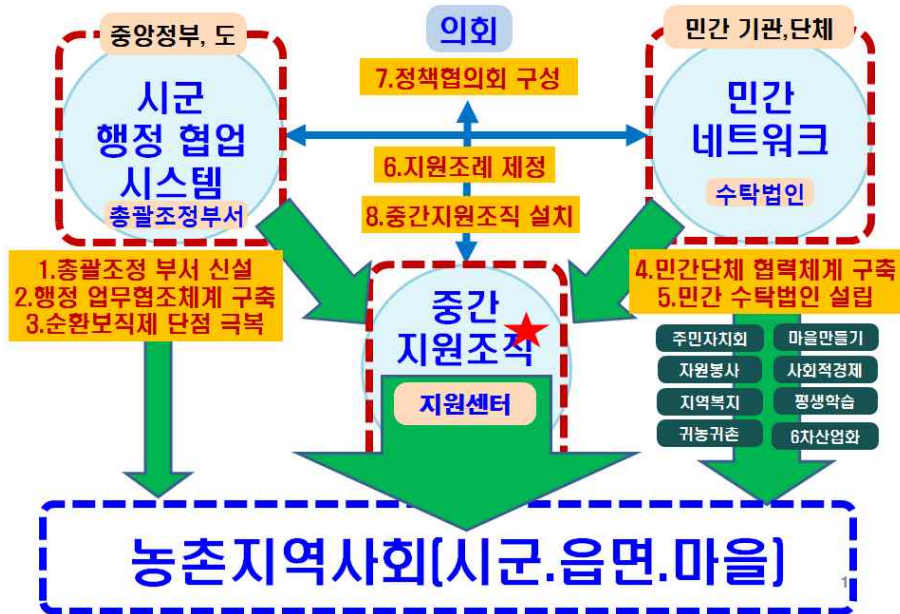 중앙정부, 도
의회
민간 기관,단체
7.정책협의회 구성
시군
행정 협업
시스템
총괄조정부서
민간
네트워크
수탁법인
6.지원조례 제정
8.중간지원조직 설치
1.총괄조정 부서 신설
2.행정 업무협조체계 구축
3.순환보직제 단점 극복
4.민간단체 협력체계 구축
5.민간 수탁법인 설립
중간
지원조직
지원센터
주민자치회
마을만들기
자원봉사
사회적경제
지역복지
평생학습
귀농귀촌
6차산업화
농촌지역사회(시군.읍면.마을)
1